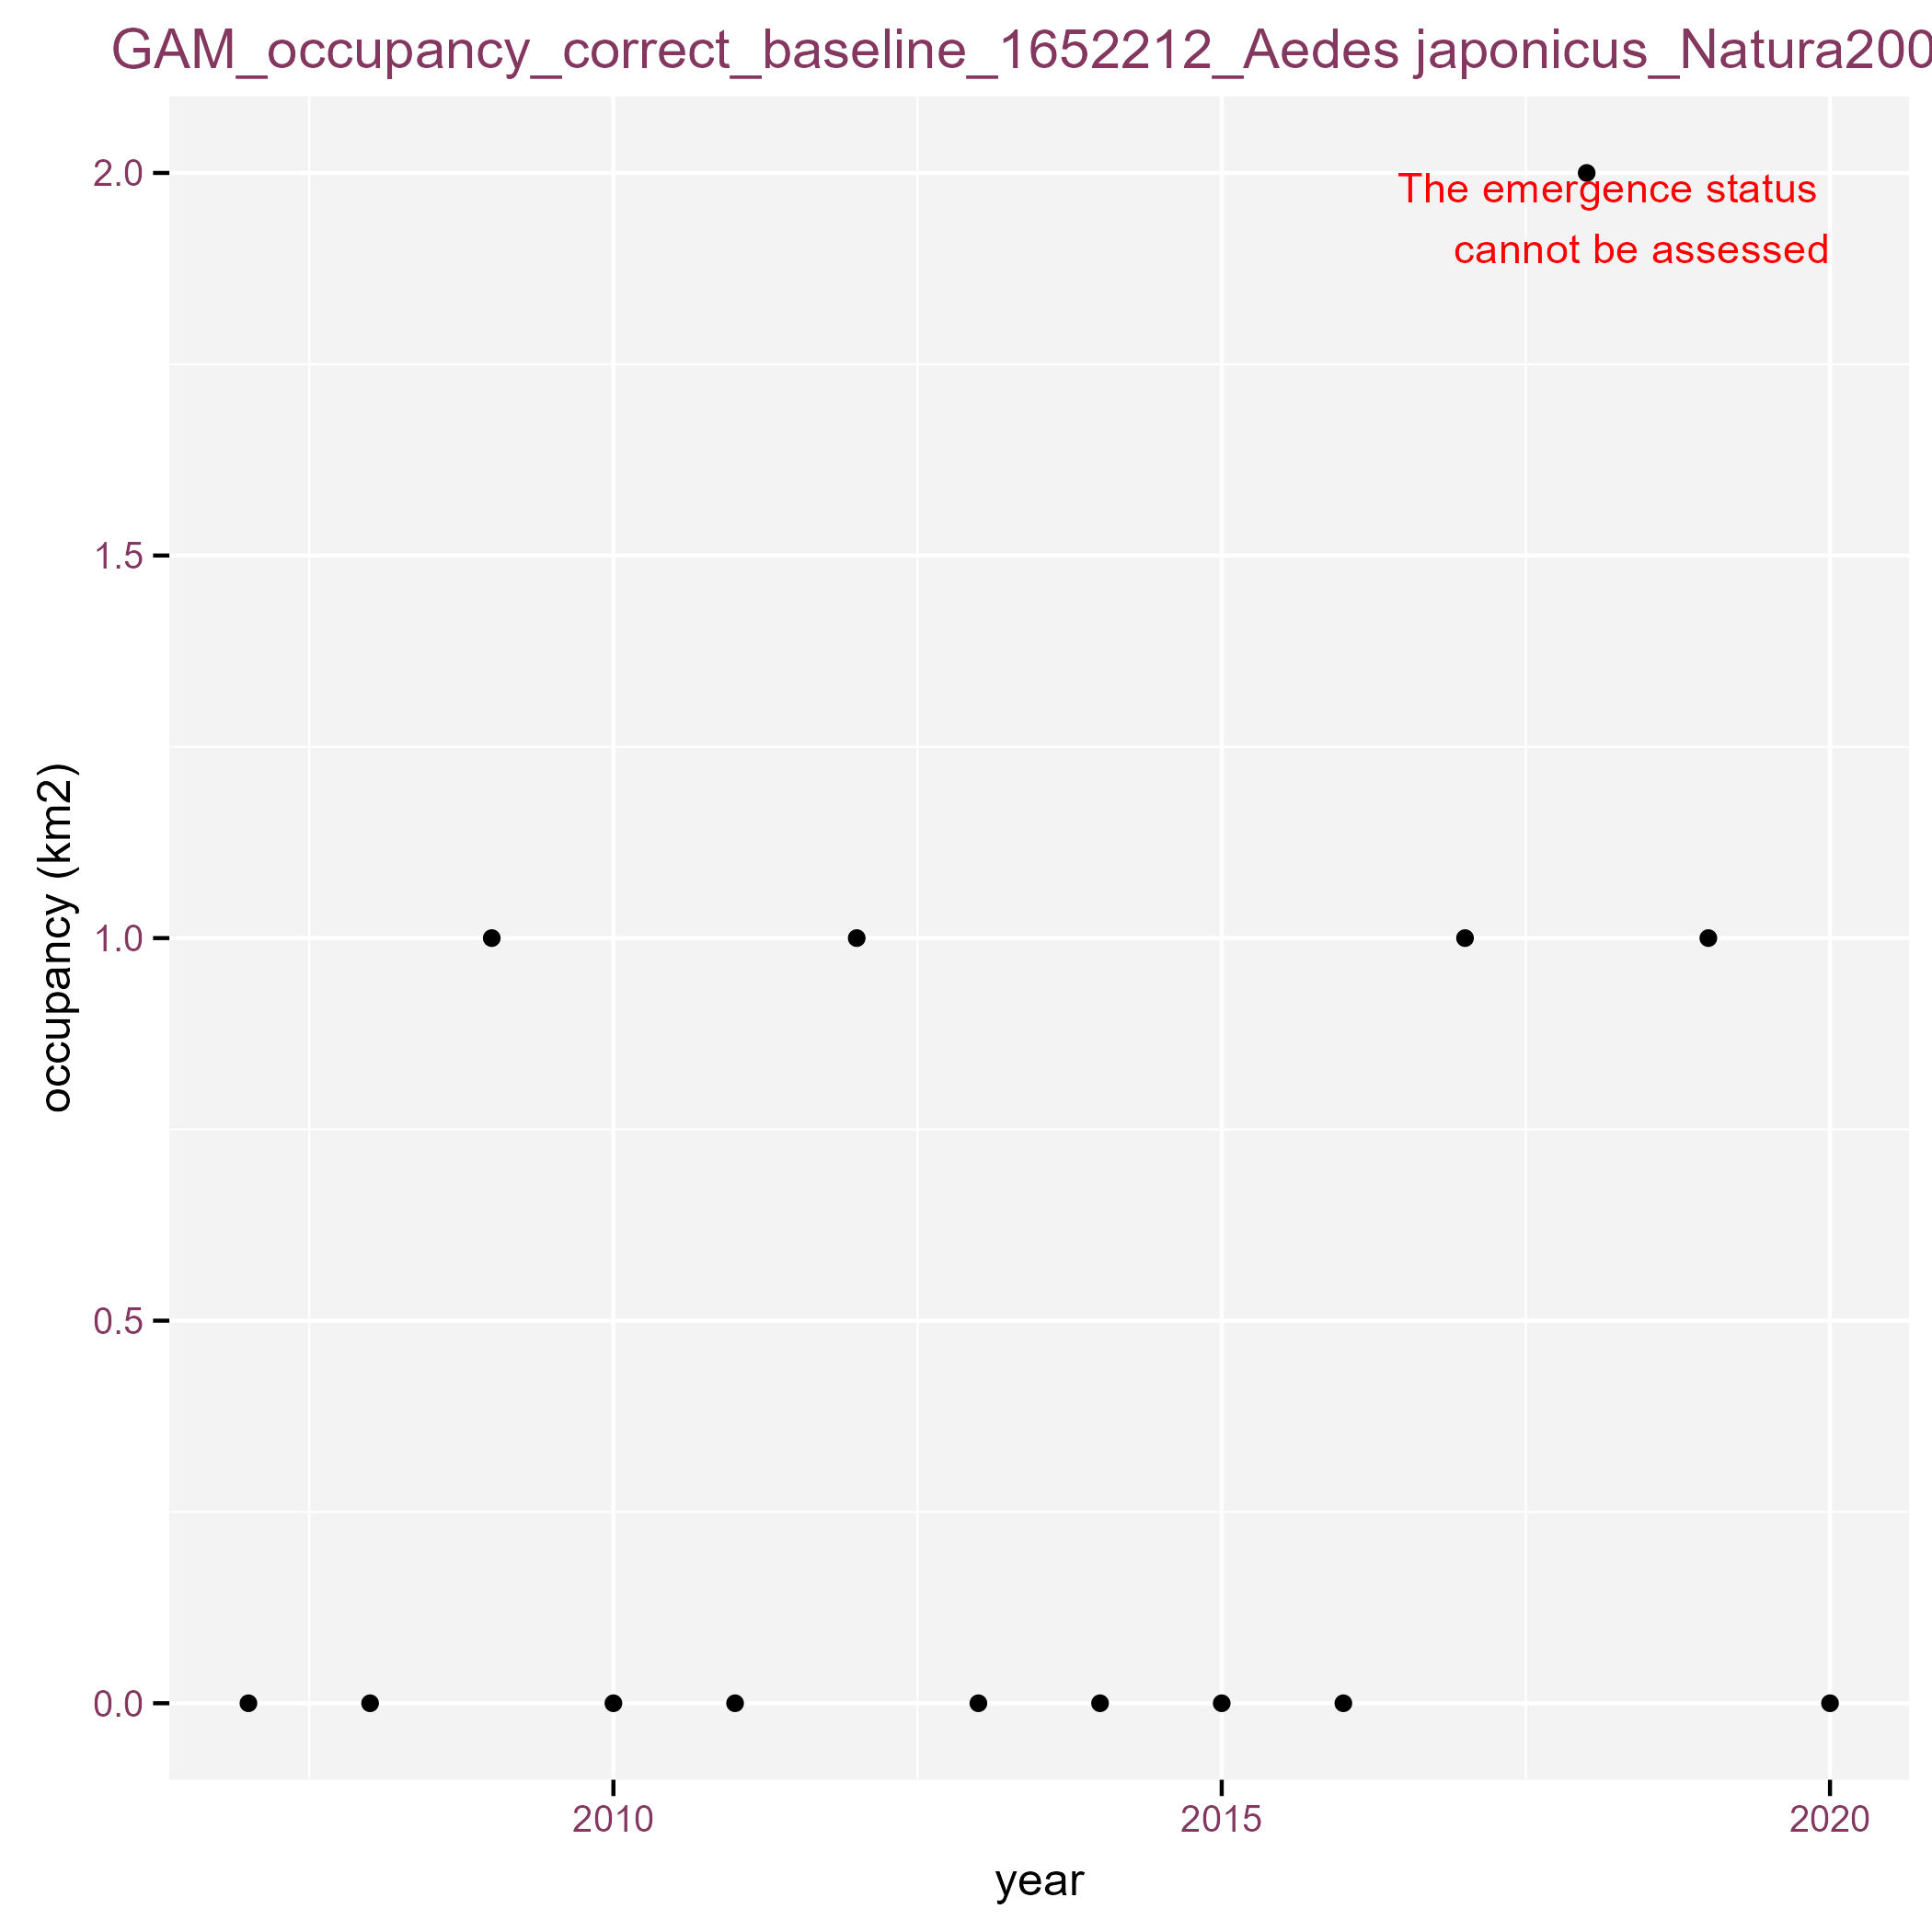 GAM_occupancy_correct_baseline_1652212_Aedes japonicus_Natura200
2.0
The emergence status
cannot be assessed
1.5
occupancy (km2)
1.0
0.5
0.0
2010 2015 2020
year